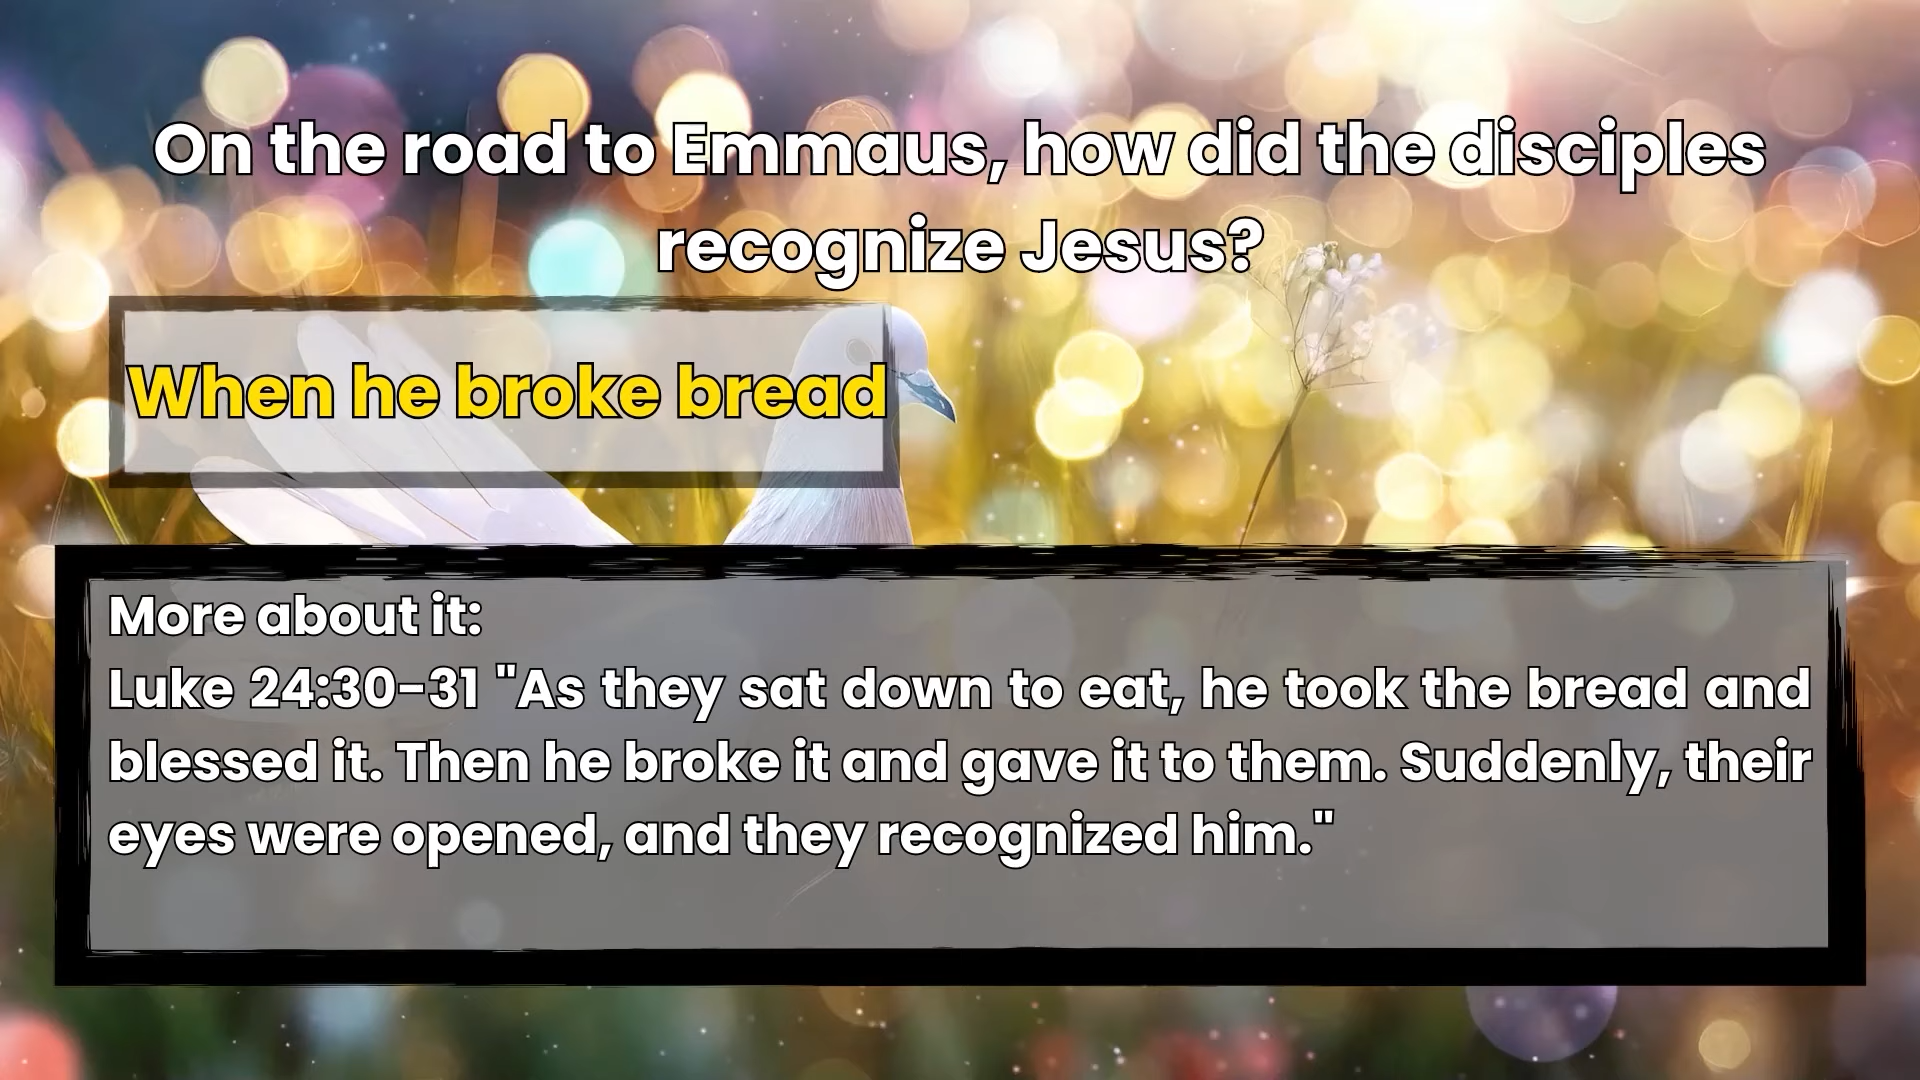 On the road to Emmaus, how did the disciples
recognize Jesus?
When he broke bread
More about it:
Luke 24:30-31 "As they sat down to eat, he took the bread and
blessed it. Then he broke it and gave it to them. Suddenly, their
eyes were opened, and they recognized him."